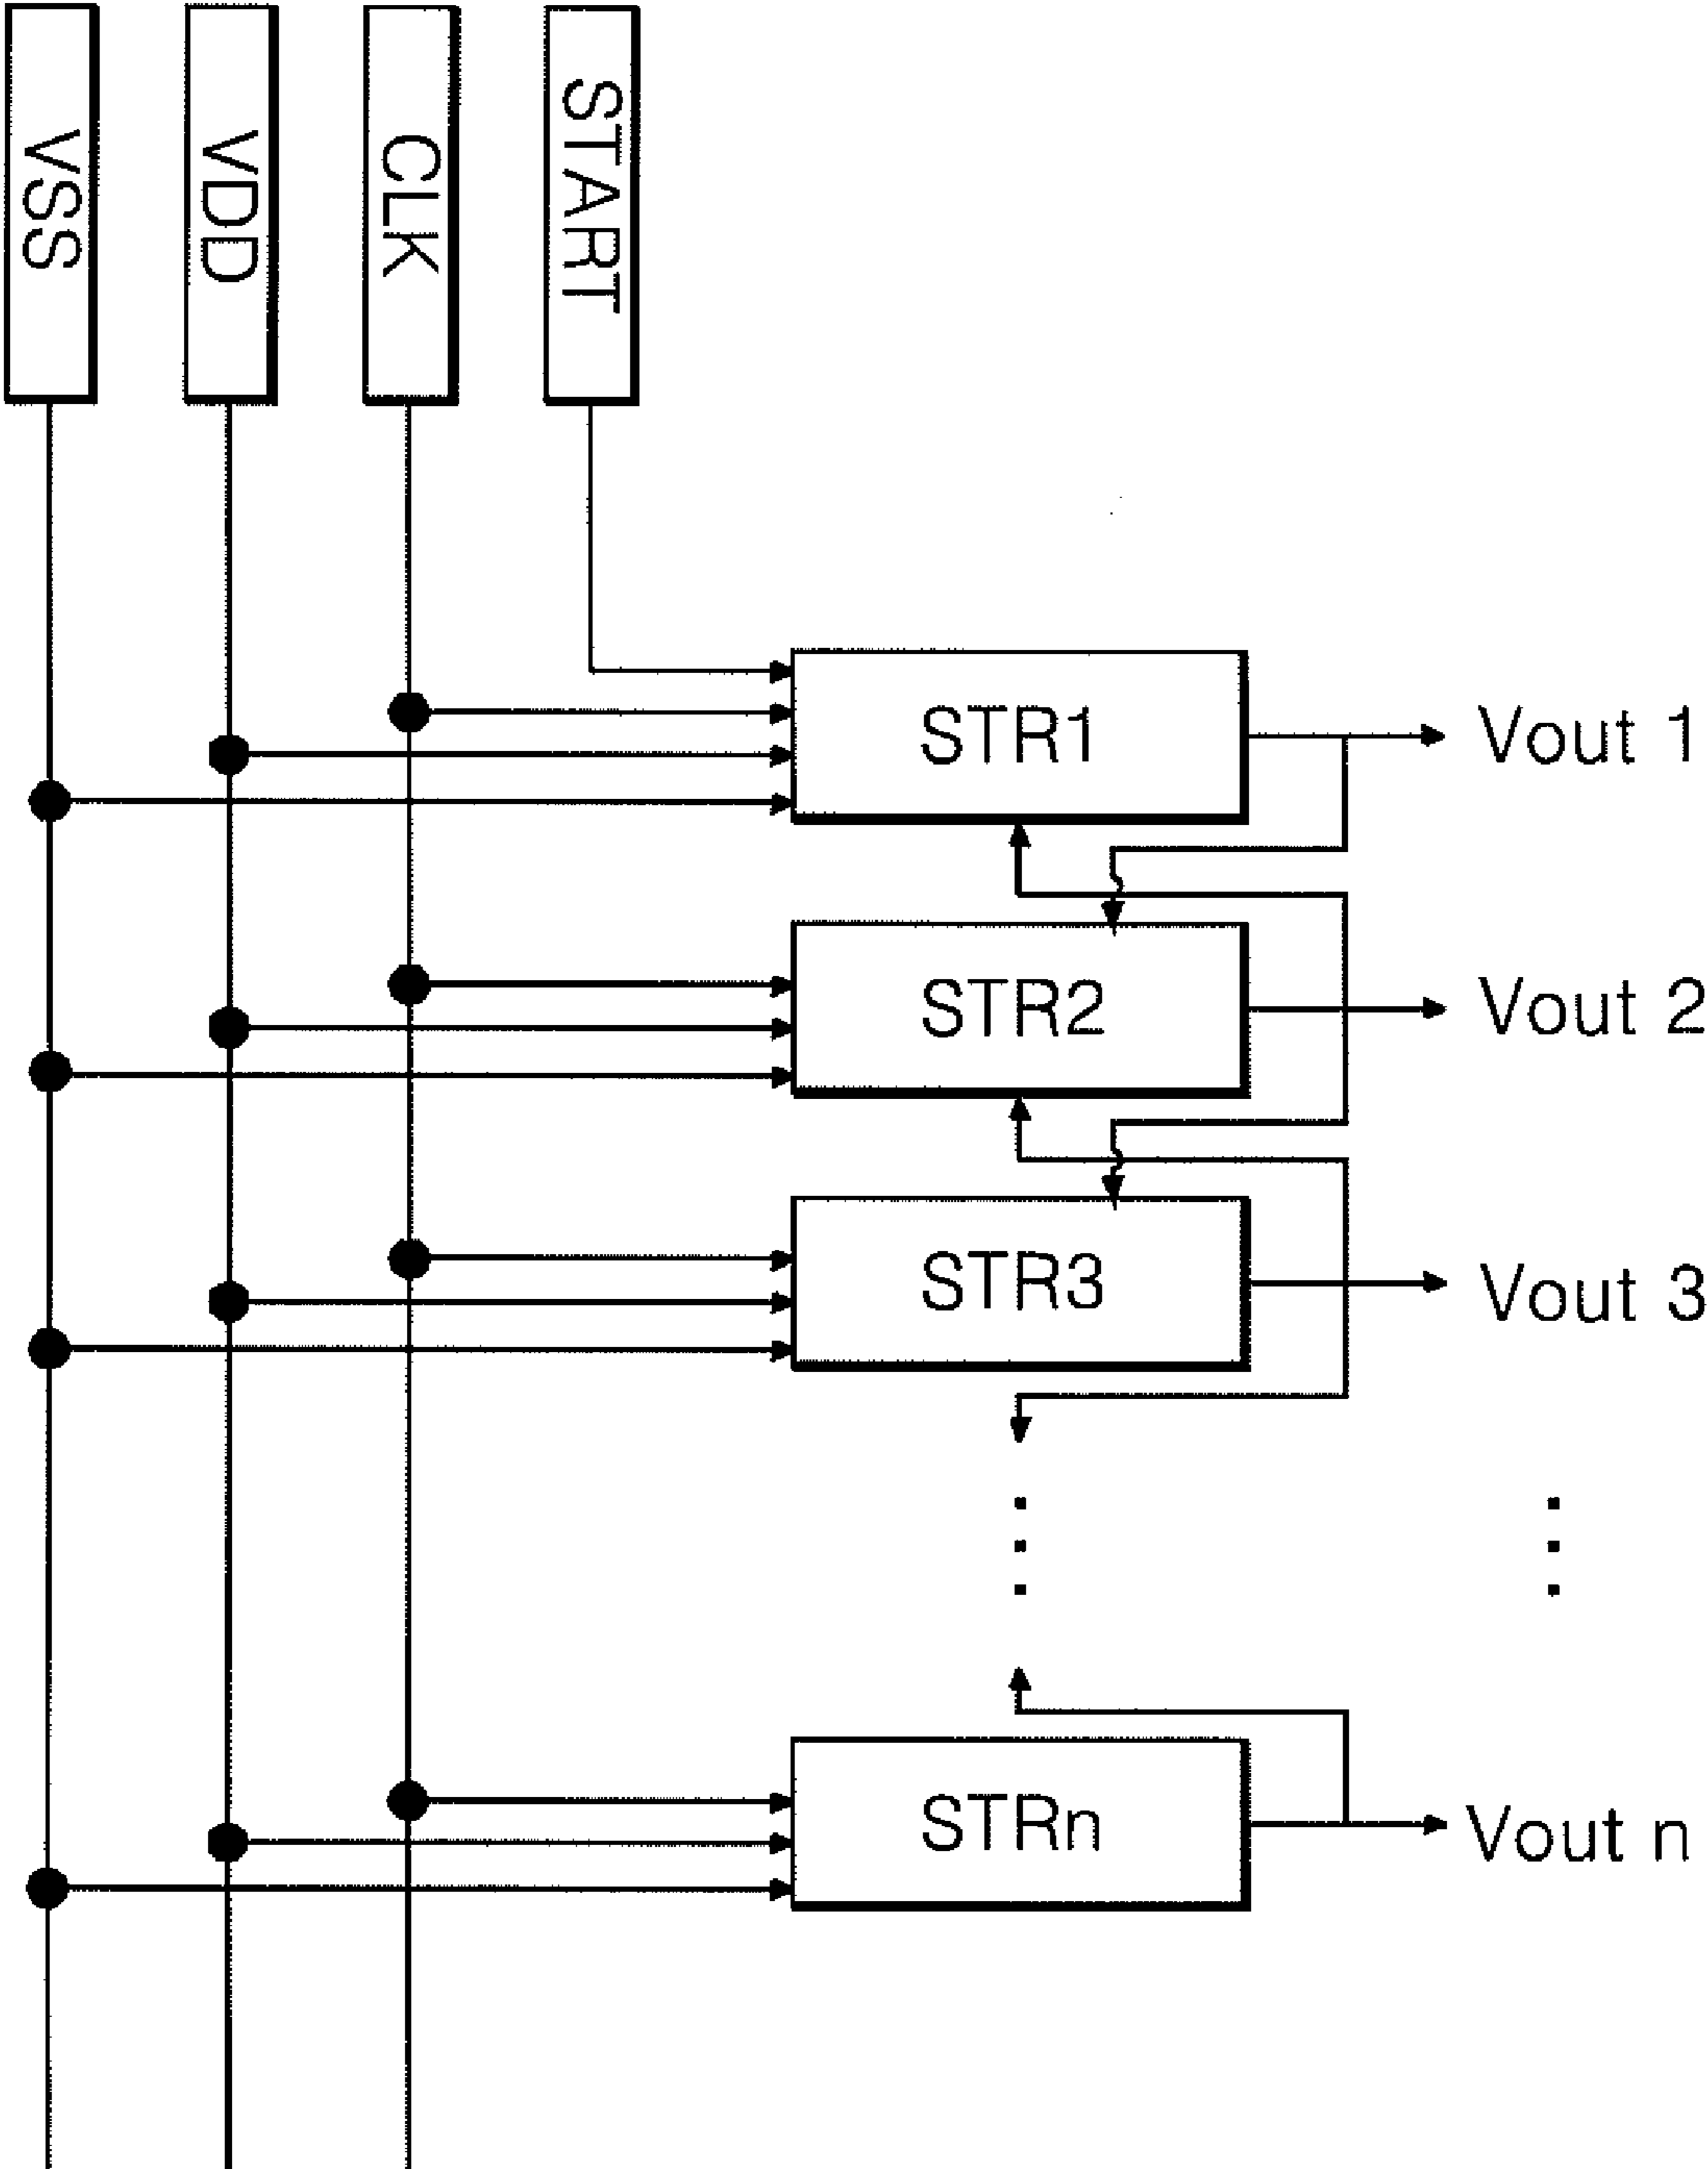 VSS
VDD
CLK
START
STR1
Vout 1
STR2
Vout 2
STR3
Vout 3
STRn
Vout n